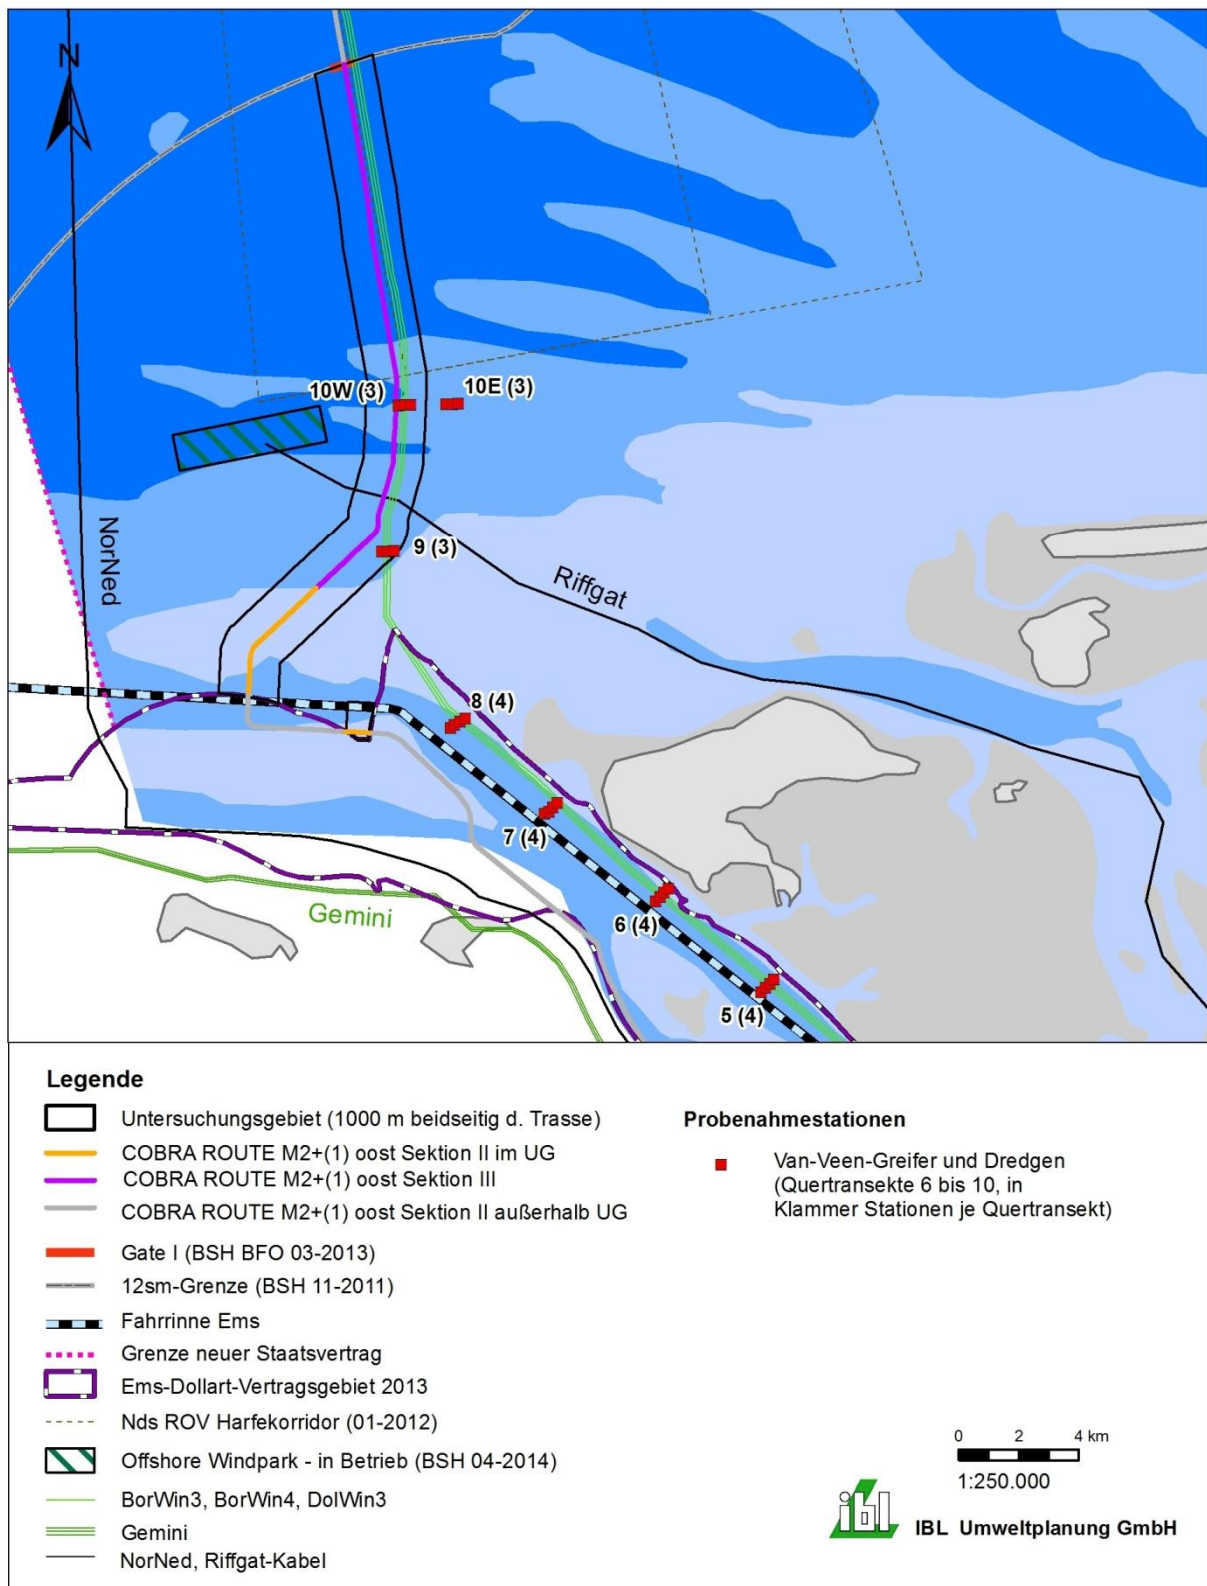 N
10W (3)
10E (3)
NorNed
9 (3)
Riffgat
8 (4)
7 (4)
Gemini
6 (4)
5 (4)
Legende
Untersuchungsgebiet (1000 m beidseitig d. Trasse)
COBRA ROUTE M2+(1) oost Sektion II im UG
COBRA ROUTE M2+(1) oost Sektion III
COBRA ROUTE M2+(1) oost Sektion II außerhalb UG
Gate I (BSH BFO 03-2013)
12sm-Grenze (BSH 11-2011)
Fahrrinne Ems
Grenze neuer Staatsvertrag
Ems-Dollart-Vertragsgebiet 2013
Nds ROV Harfekorridor (01-2012)
Offshore Windpark - in Betrieb (BSH 04-2014)
BorWin3, BorWin4, DolWin3
Gemini
NorNed, Riffgat-Kabel
Probenahmestationen
Van-Veen-Greifer und Dredgen
(Quertransekte 6 bis 10, in
Klammer Stationen je Quertransekt)
0 2 4 km
1:250.000
ibl
IBL Umweltplanung GmbH